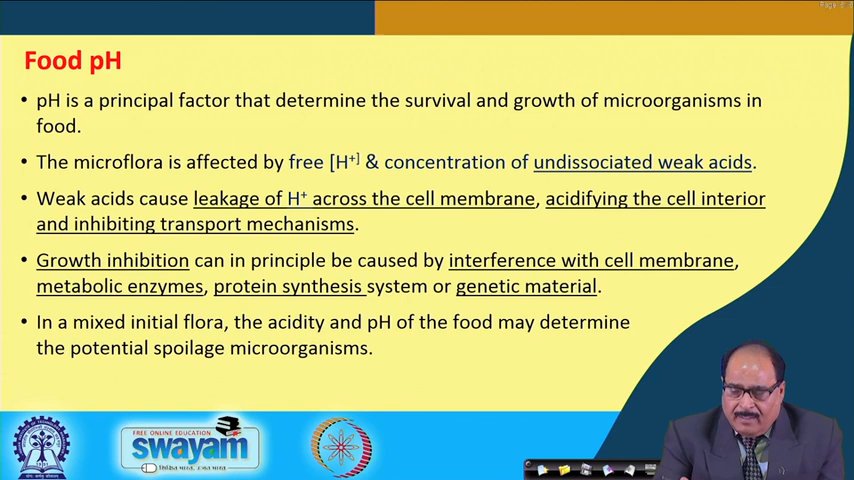 Food pH
• pH is a principal factor that determine the survival and growth of microorganisms in
food.
• The microflora is affected by free [H+] & concentration of undissociated weak acids.
• Weak acids cause leakage of H+ across the cell membrane, acidifying the cell interior
and inhibiting transport mechanisms.
• Growth inhibition can in principle be caused by interference with cell membrane,
metabolic enzymes, protein synthesis system or genetic material.
• In a mixed initial flora, the acidity and pH of the food may determine
the potential spoilage microorganisms.
FREE ONLINE EDUCATION
swayam
शिक्षित भारत, उन्नत भारत